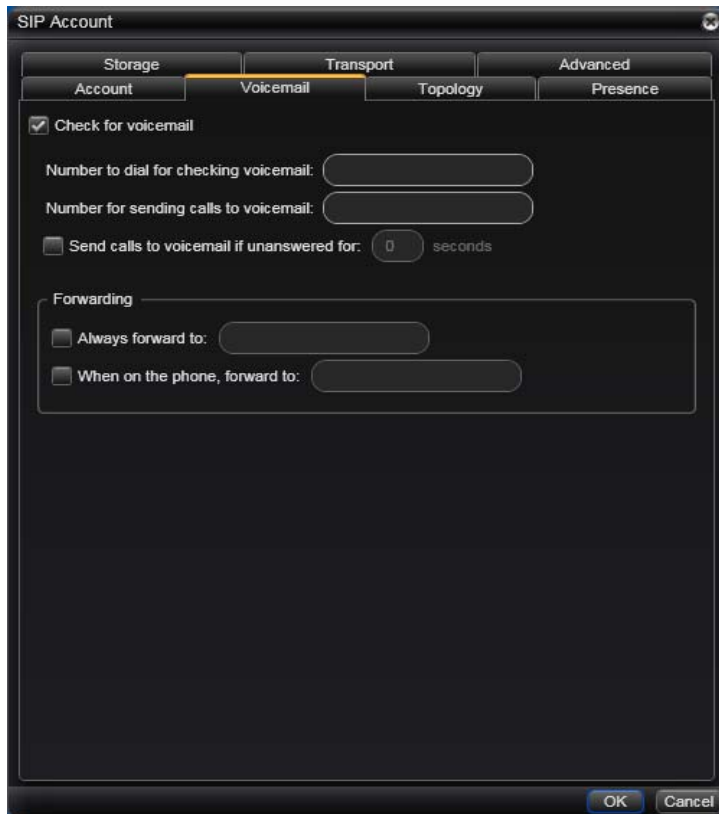 SIP Account
Storage Transport Advanced
Account Voicemail Topology Presence
Check for voicemail
Number to dial for checking voicemail:
Number for sending calls to voicemail:
Send calls to voicemail if unanswered for: 0 seconds
Forwarding
Always forward to:
When on the phone, forward to:
OK Cancel